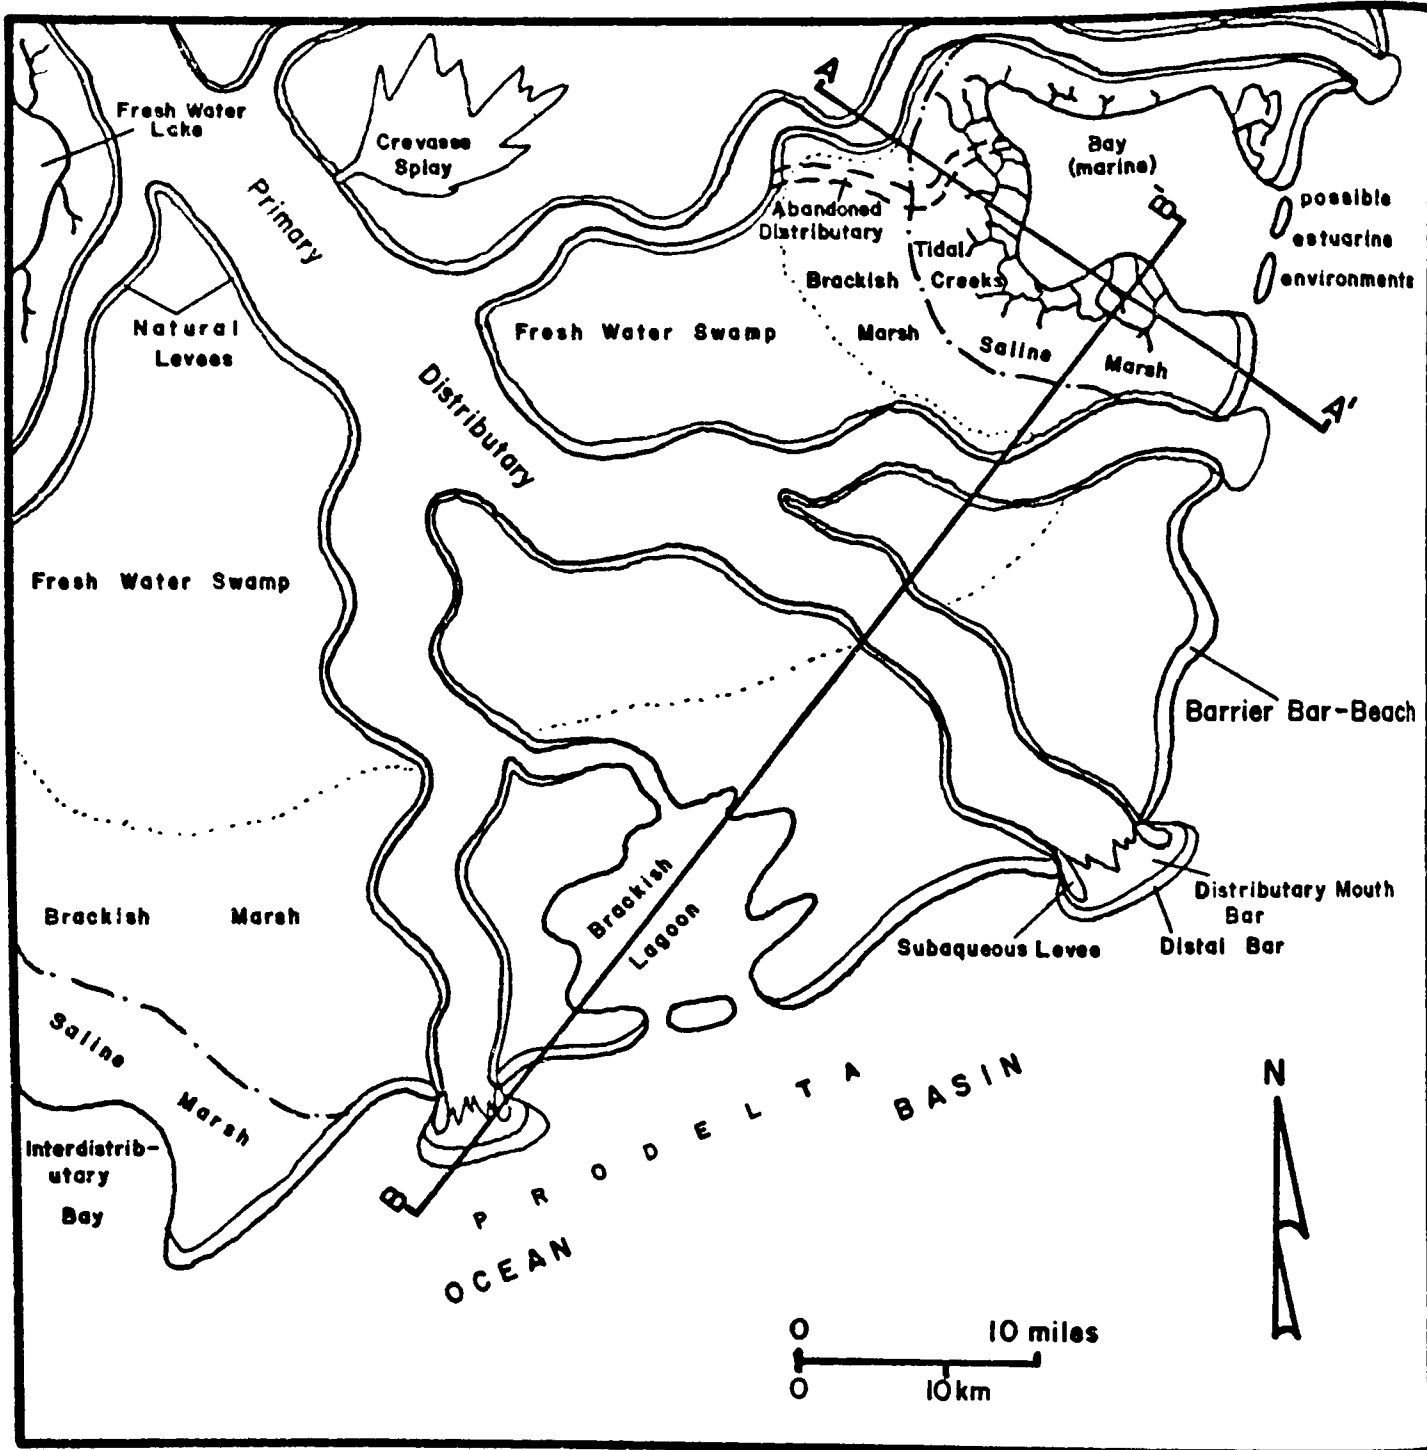 A
Fresh Water
Lake
Crevasse
Splay
Bay
(marine)
Primary
B'
possible
estuarine
environments
Abandoned
Distributary
Tidal
Creeks
Brackish
Marsh
Natural
Levees
Fresh Water Swamp
Saline
Marsh
A'
Distributary
Fresh Water Swamp
Barrier Bar-Beach
Brackish
Lagoon
Distributary Mouth
Bar
Distal Bar
Subaqueous Levee
Brackish Marsh
Saline
Marsh
Interdistrib-
utary
Bay
B
PRODELTA
OCEAN BASIN
N
0 10 miles
0 10km